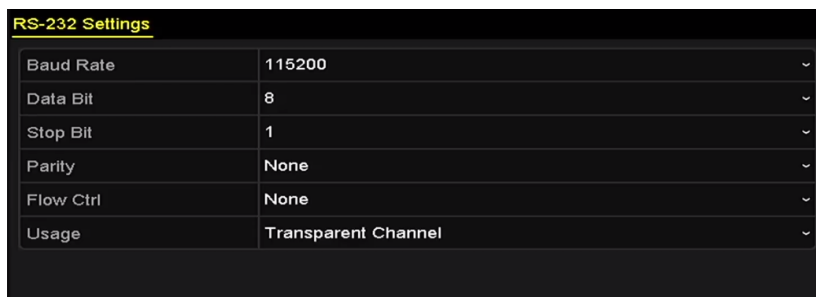 RS-232 Settings
Baud Rate 115200
Data Bit 8
Stop Bit 1
Parity None
Flow Ctrl None
Usage Transparent Channel